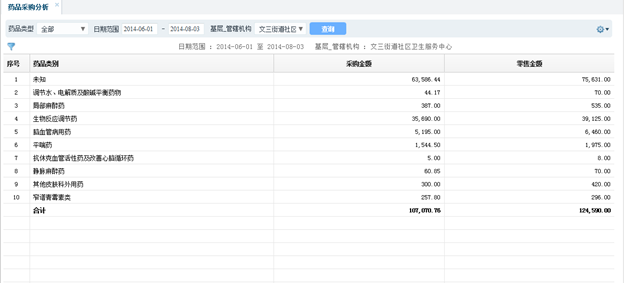 药品采购分析 ×
药品类型 全部 日期范围 2014-06-01 - 2014-08-03 基层_管辖机构 文三街道社区 查询
日期范围 : 2014-06-01 至 2014-08-03 基层_管辖机构 : 文三街道社区卫生服务中心
序号 药品类别 采购金额 零售金额
1 未知 63,586.44 75,631.00
2 调节水、电解质及酸碱平衡药物 44.17 70.00
3 局部麻醉药 387.00 535.00
4 生物反应调节药 35,690.00 39,125.00
5 脑血管病用药 5,195.00 6,460.00
6 平喘药 1,544.50 1,975.00
7 抗休克血管活性药及改善心脑循环药 5.00 8.00
8 静脉麻醉药 60.85 70.00
9 其他皮肤科外用药 300.00 420.00
10 窄谱青霉素类 257.80 296.00
合计 107,070.76 124,590.00